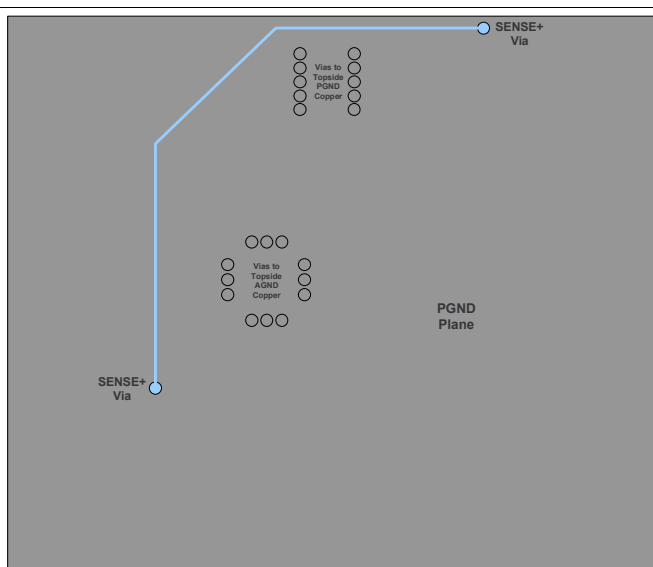 SENSE+
Via
Vias to
Topside
PGND
Copper
Vias to
Topside
AGND
Copper
PGND
Plane
SENSE+
Via